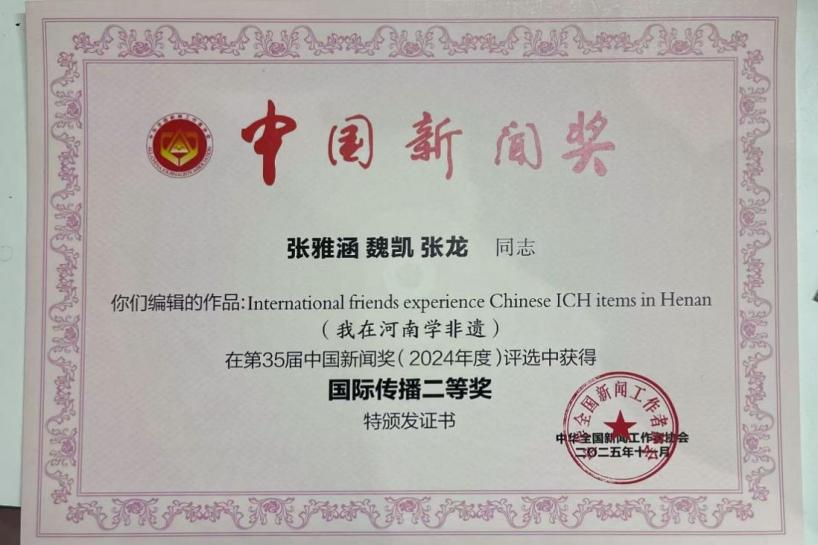 中国新闻奖
张雅涵 魏凯 张龙 同志
你们编辑的作品:International friends experience Chinese ICH items in Henan
（我在河南学非遗）
在第35届中国新闻奖（2024年度）评选中获得
国际传播二等奖
特颁发证书
中华全国新闻工作者协会
二〇二五年十一月